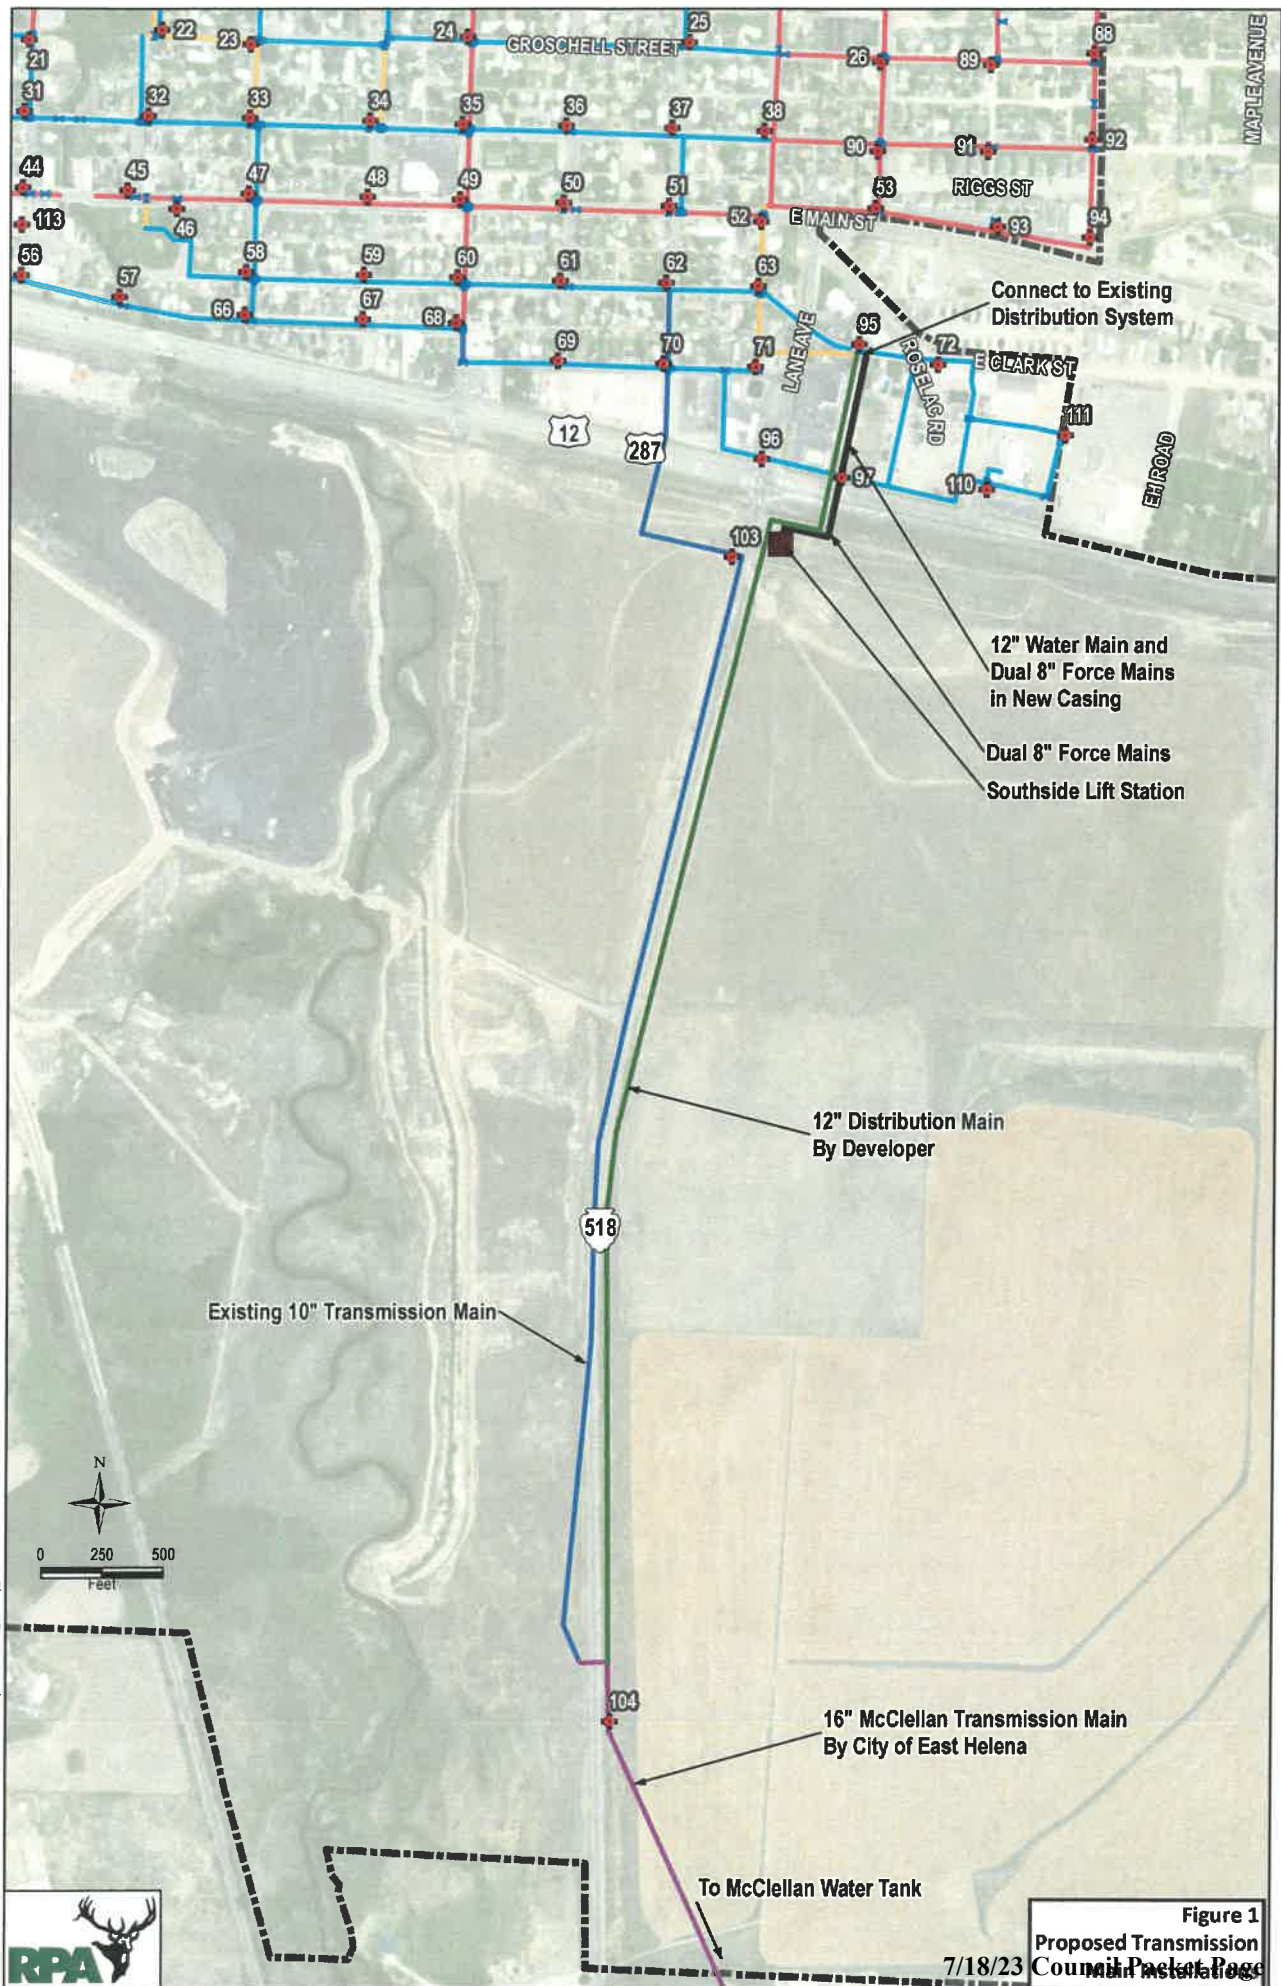 22
23
24
25
GROSCHELL STREET
26
89
88
MAPLE AVENUE
21
31
32
33
34
35
36
37
38
90
91
92
44
45
47
48
49
50
51
53
RIGGS ST
113
46
52
E MAIN ST
93
94
56
57
58
59
60
61
62
63
Connect to Existing
Distribution System
66
67
68
69
70
71
LANE AVE
95
ROSELAC RD
72
E CLARK ST
12
287
96
97
110
111
EH ROAD
103
12" Water Main and
Dual 8" Force Mains
in New Casing
Dual 8" Force Mains
Southside Lift Station
12" Distribution Main
By Developer
518
Existing 10" Transmission Main
N
0 250 500
Feet
104
16" McClellan Transmission Main
By City of East Helena
To McClellan Water Tank
RPA
Figure 1
Proposed Transmission
Main Installations
7/18/23 Council Packet Page